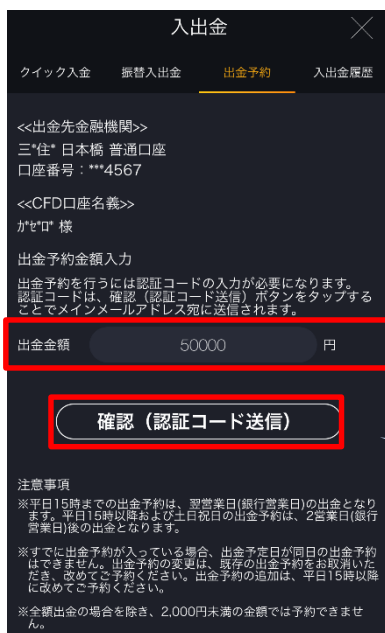 入出金
クイック入金 振替入出金 出金予約 入出金履歴
<<出金先金融機関>>
三*住* 日本橋 普通口座
口座番号：***4567
<<CFD口座名義>>
ｶ*ｾ*ﾛ* 様
出金予約金額入力
出金予約を行うには認証コードの入力が必要になります。
認証コードは、確認（認証コード送信）ボタンをタップする
ことでメインメールアドレス宛に送信されます。
出金金額 50000 円
確認（認証コード送信）
注意事項
※平日15時までの出金予約は、翌営業日(銀行営業日)の出金となり
ます。平日15時以降および土日祝日の出金予約は、2営業日(銀行
営業日)後の出金となります。
※すでに出金予約が入っている場合、出金予定日が同日の出金予約
はできません。出金予約の変更は、既存の出金予約をお取消いた
だき、改めてご予約ください。出金予約の追加は、平日15時以降
に改めてご予約ください。
※全額出金の場合を除き、2,000円未満の金額では予約できませ
ん。